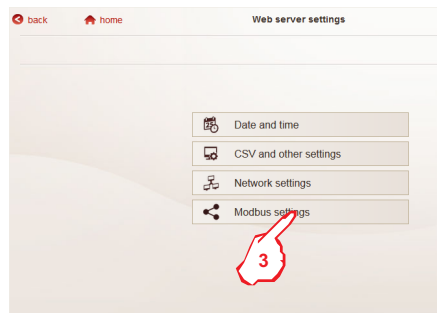 back home Web server settings
Date and time
CSV and other settings
Network settings
Modbus settings
3